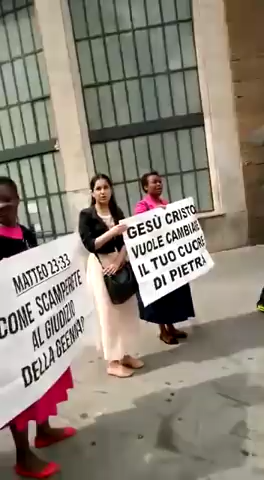 MATTEO 23:33
COME SCAMPERETE
AL GIUDIZIO
DELLA GEENNA?
GESÙ CRISTO
VUOLE CAMBIARE
IL TUO CUORE
DI PIETRA